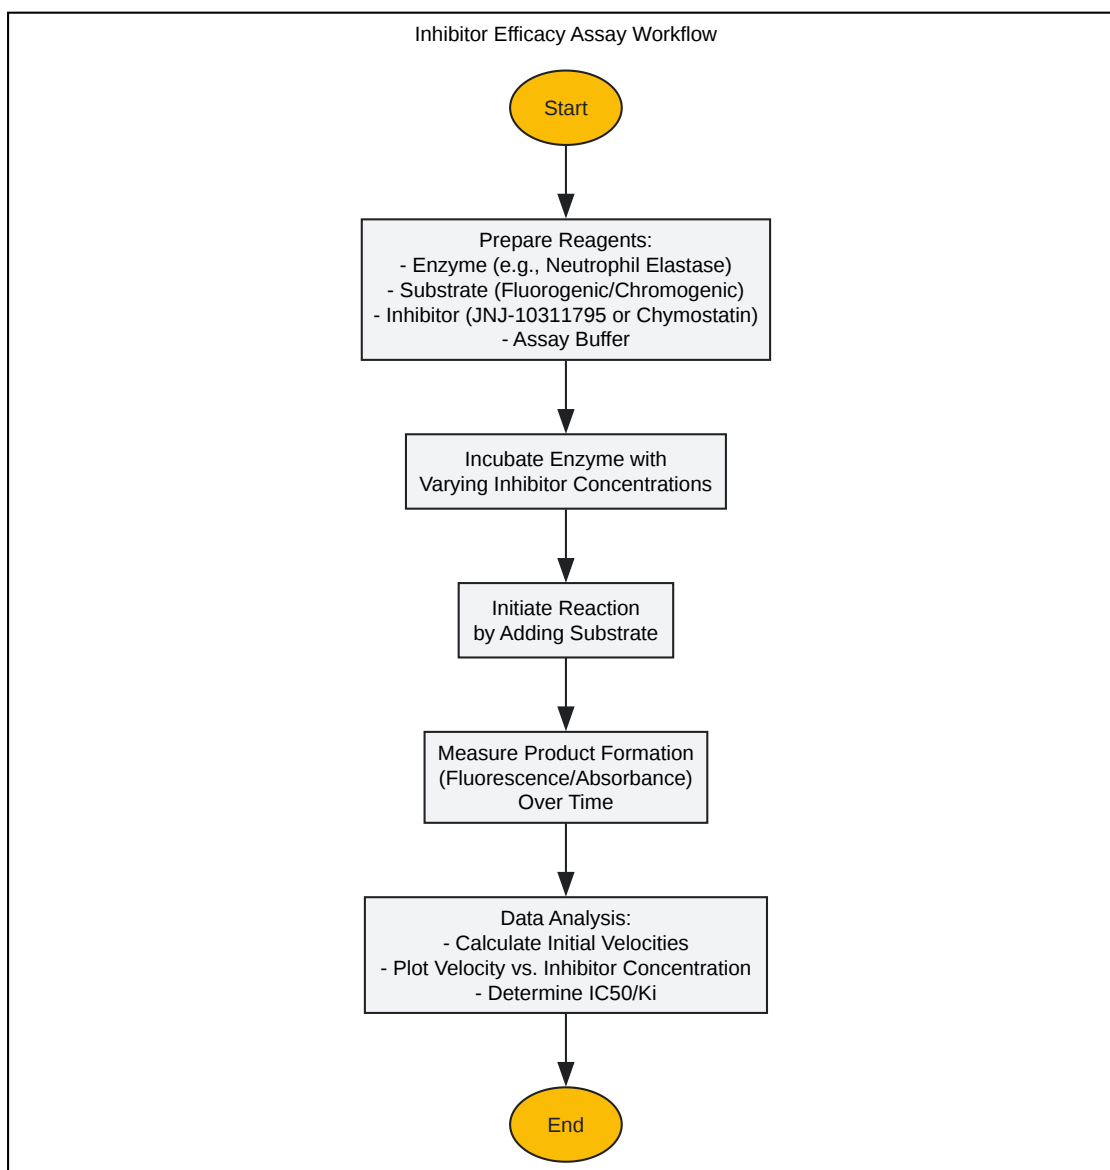 Inhibitor Efficacy Assay Workflow
Start
Prepare Reagents:
- Enzyme (e.g., Neutrophil Elastase)
- Substrate (Fluorogenic/Chromogenic)
- Inhibitor (JNJ-10311795 or Chymostatin)
- Assay Buffer
Incubate Enzyme with
Varying Inhibitor Concentrations
Initiate Reaction
by Adding Substrate
Measure Product Formation
(Fluorescence/Absorbance)
Over Time
Data Analysis:
- Calculate Initial Velocities
- Plot Velocity vs. Inhibitor Concentration
- Determine IC50/Ki
End